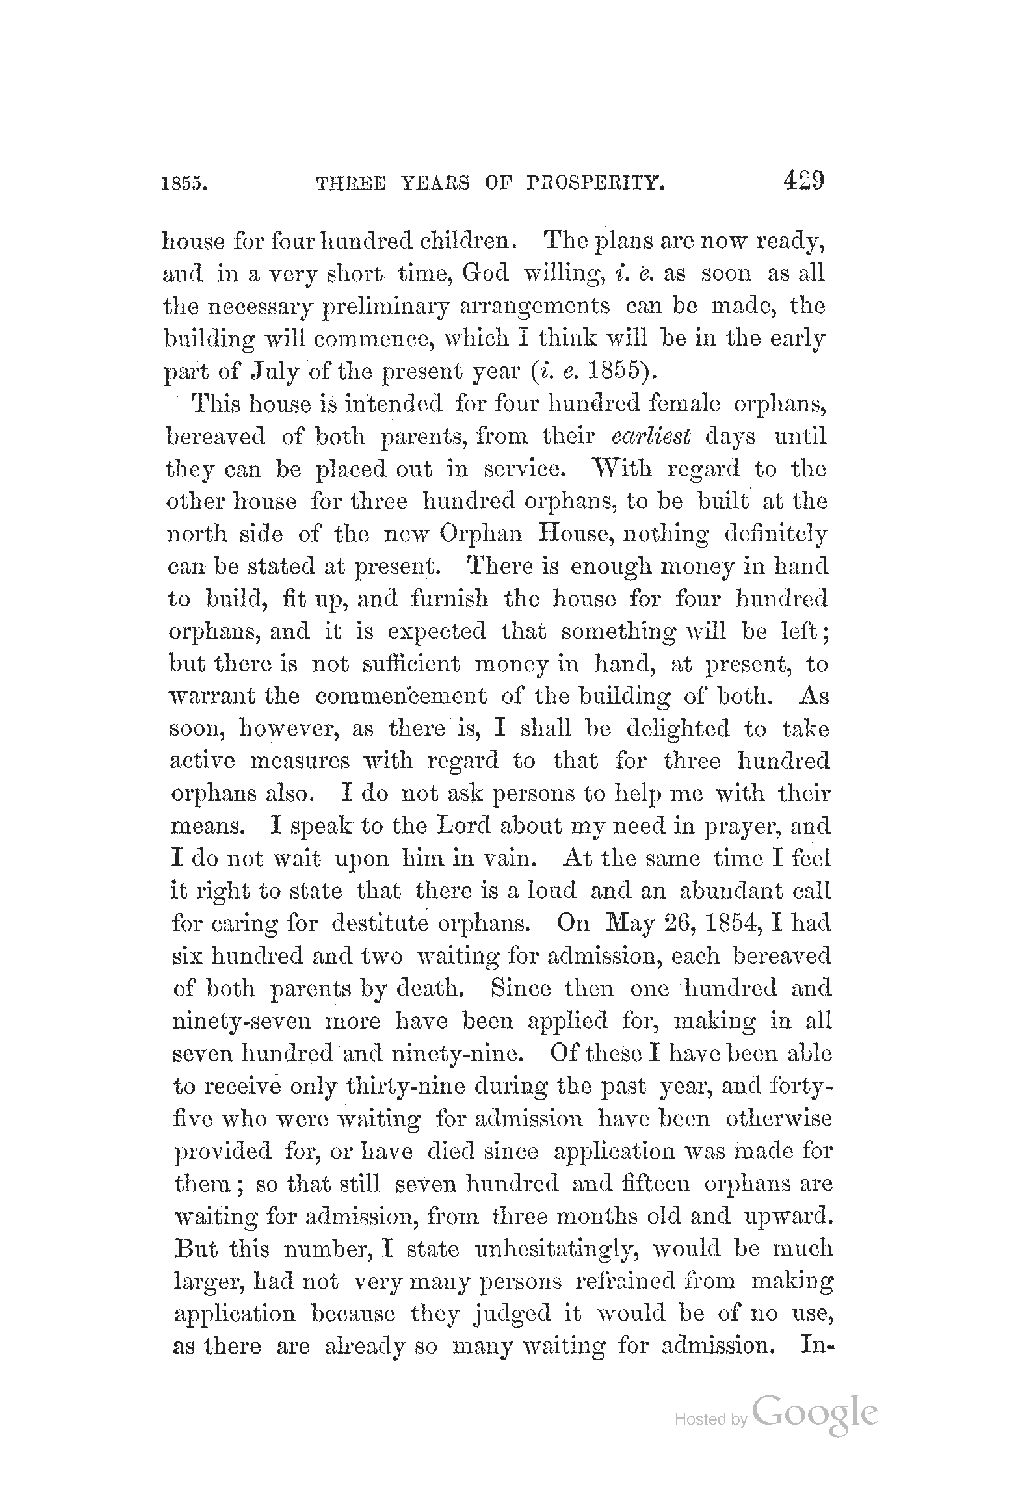 1855. THREE YEARS OF PROSPERITY. 429
house for four hundred children. The plans are now ready,
and in a very short time, God willing, i. e. as soon as all
the necessary preliminary arrangements can be made, the
building will commence, which I think will be in the early
part of July of the present year (i. e. 1855).
This house is intended for four hundred female orphans,
bereaved of both parents, from their earliest days until
they can be placed out in service. With regard to the
other house for three hundred orphans, to be built at the
north side of the new Orphan House, nothing definitely
can be stated at present. There is enough money in hand
to build, fit up, and furnish the house for four hundred
orphans, and it is expected that something will be left;
but there is not sufficient money in hand, at present, to
warrant the commencement of the building of both. As
soon, however, as there is, I shall be delighted to take
active measures with regard to that for three hundred
orphans also. I do not ask persons to help me with their
means. I speak to the Lord about my need in prayer, and
I do not wait upon him in vain. At the same time I feel
it right to state that there is a loud and an abundant call
for caring for destitute orphans. On May 26, 1854, I had
six hundred and two waiting for admission, each bereaved
of both parents by death. Since then one hundred and
ninety-seven more have been applied for, making in all
seven hundred and ninety-nine. Of these I have been able
to receive only thirty-nine during the past year, and forty-
five who were waiting for admission have been otherwise
provided for, or have died since application was made for
them; so that still seven hundred and fifteen orphans are
waiting for admission, from three months old and upward.
But this number, I state unhesitatingly, would be much
larger, had not very many persons refrained from making
application because they judged it would be of no use,
as there are already so many waiting for admission. In-
Hosted by Google